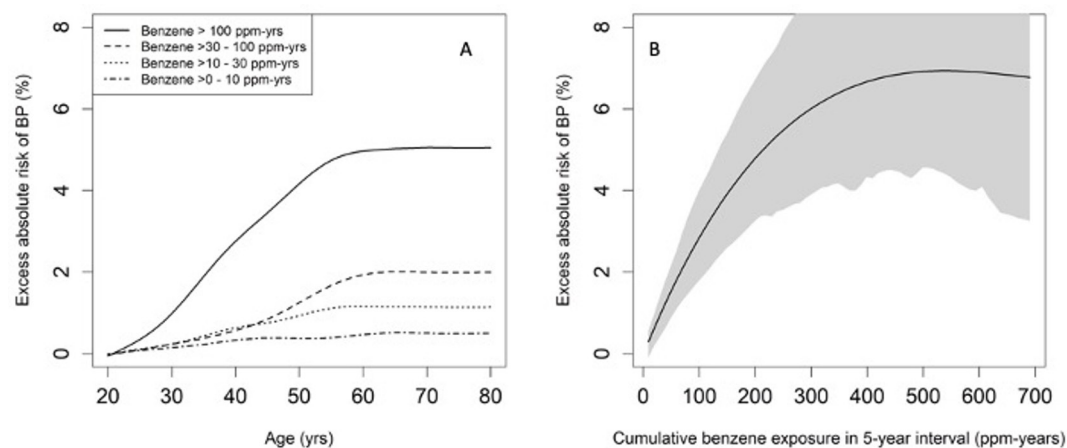 Benzene > 100 ppm-yrs
Benzene >30 - 100 ppm-yrs
Benzene >10 - 30 ppm-yrs
Benzene >0 - 10 ppm-yrs
A
Excess absolute risk of BP (%)
8
6
4
2
0
20 30 40 50 60 70 80
Age (yrs)
B
Excess absolute risk of BP (%)
8
6
4
2
0
0 100 200 300 400 500 600 700
Cumulative benzene exposure in 5-year interval (ppm-years)